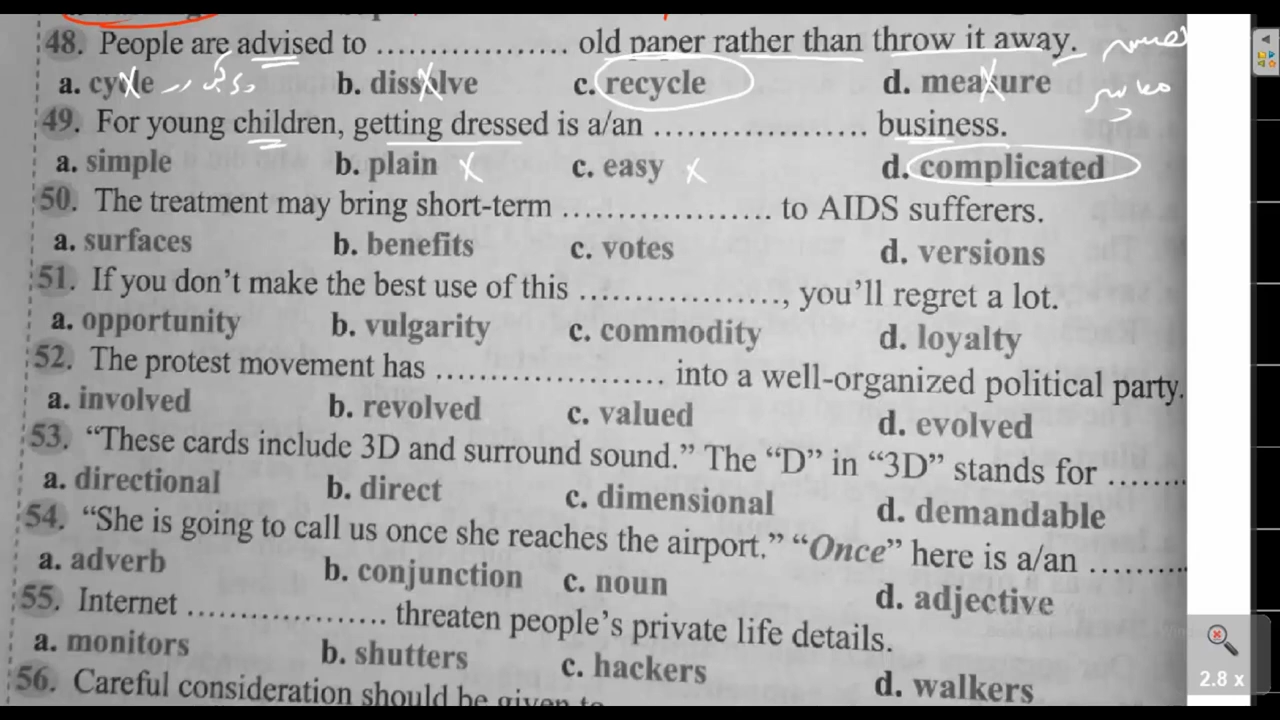 48. People are advised to .................. old paper rather than throw it away.
a. cycle b. dissolve c. recycle d. measure
49. For young children, getting dressed is a/an .................... business.
a. simple b. plain c. easy d. complicated
50. The treatment may bring short-term .................... to AIDS sufferers.
a. surfaces b. benefits c. votes d. versions
51. If you don’t make the best use of this ..................., you’ll regret a lot.
a. opportunity b. vulgarity c. commodity d. loyalty
52. The protest movement has ...................... into a well-organized political party.
a. involved b. revolved c. valued d. evolved
53. “These cards include 3D and surround sound.” The “D” in “3D” stands for ........
a. directional b. direct c. dimensional d. demandable
54. “She is going to call us once she reaches the airport.” “Once” here is a/an ..........
a. adverb b. conjunction c. noun d. adjective
55. Internet ................... threaten people’s private life details.
a. monitors b. shutters c. hackers d. walkers
56. Careful consideration should be given to
2.8 x